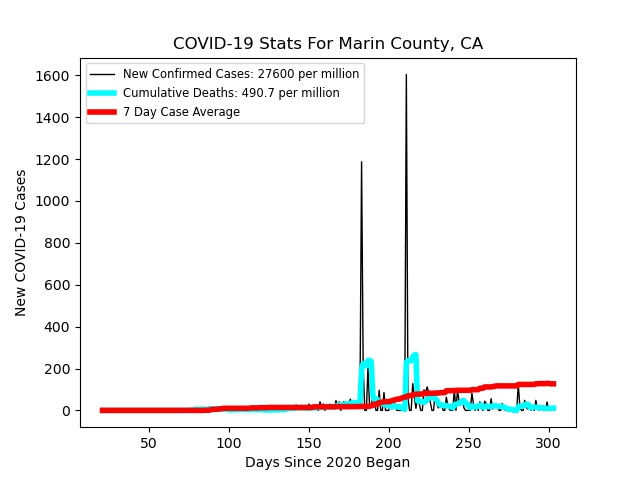 COVID-19 Stats For Marin County, CA
New Confirmed Cases: 27600 per million
Cumulative Deaths: 490.7 per million
7 Day Case Average
New COVID-19 Cases
1600
1400
1200
1000
800
600
400
200
0
50
100
150
200
250
300
Days Since 2020 Began